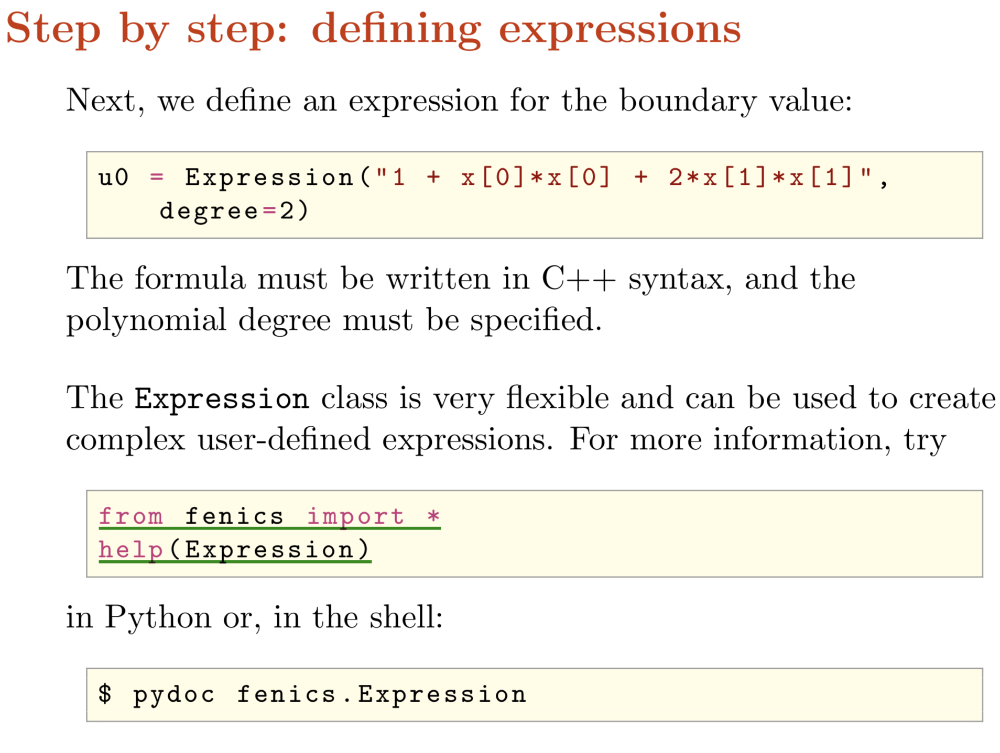 Step by step: defining expressions
Next, we define an expression for the boundary value:
u0 = Expression("1 + x[0]*x[0] + 2*x[1]*x[1]",
degree=2)
The formula must be written in C++ syntax, and the
polynomial degree must be specified.
The Expression class is very flexible and can be used to create
complex user-defined expressions. For more information, try
from fenics import *
help(Expression)
in Python or, in the shell:
$ pydoc fenics.Expression